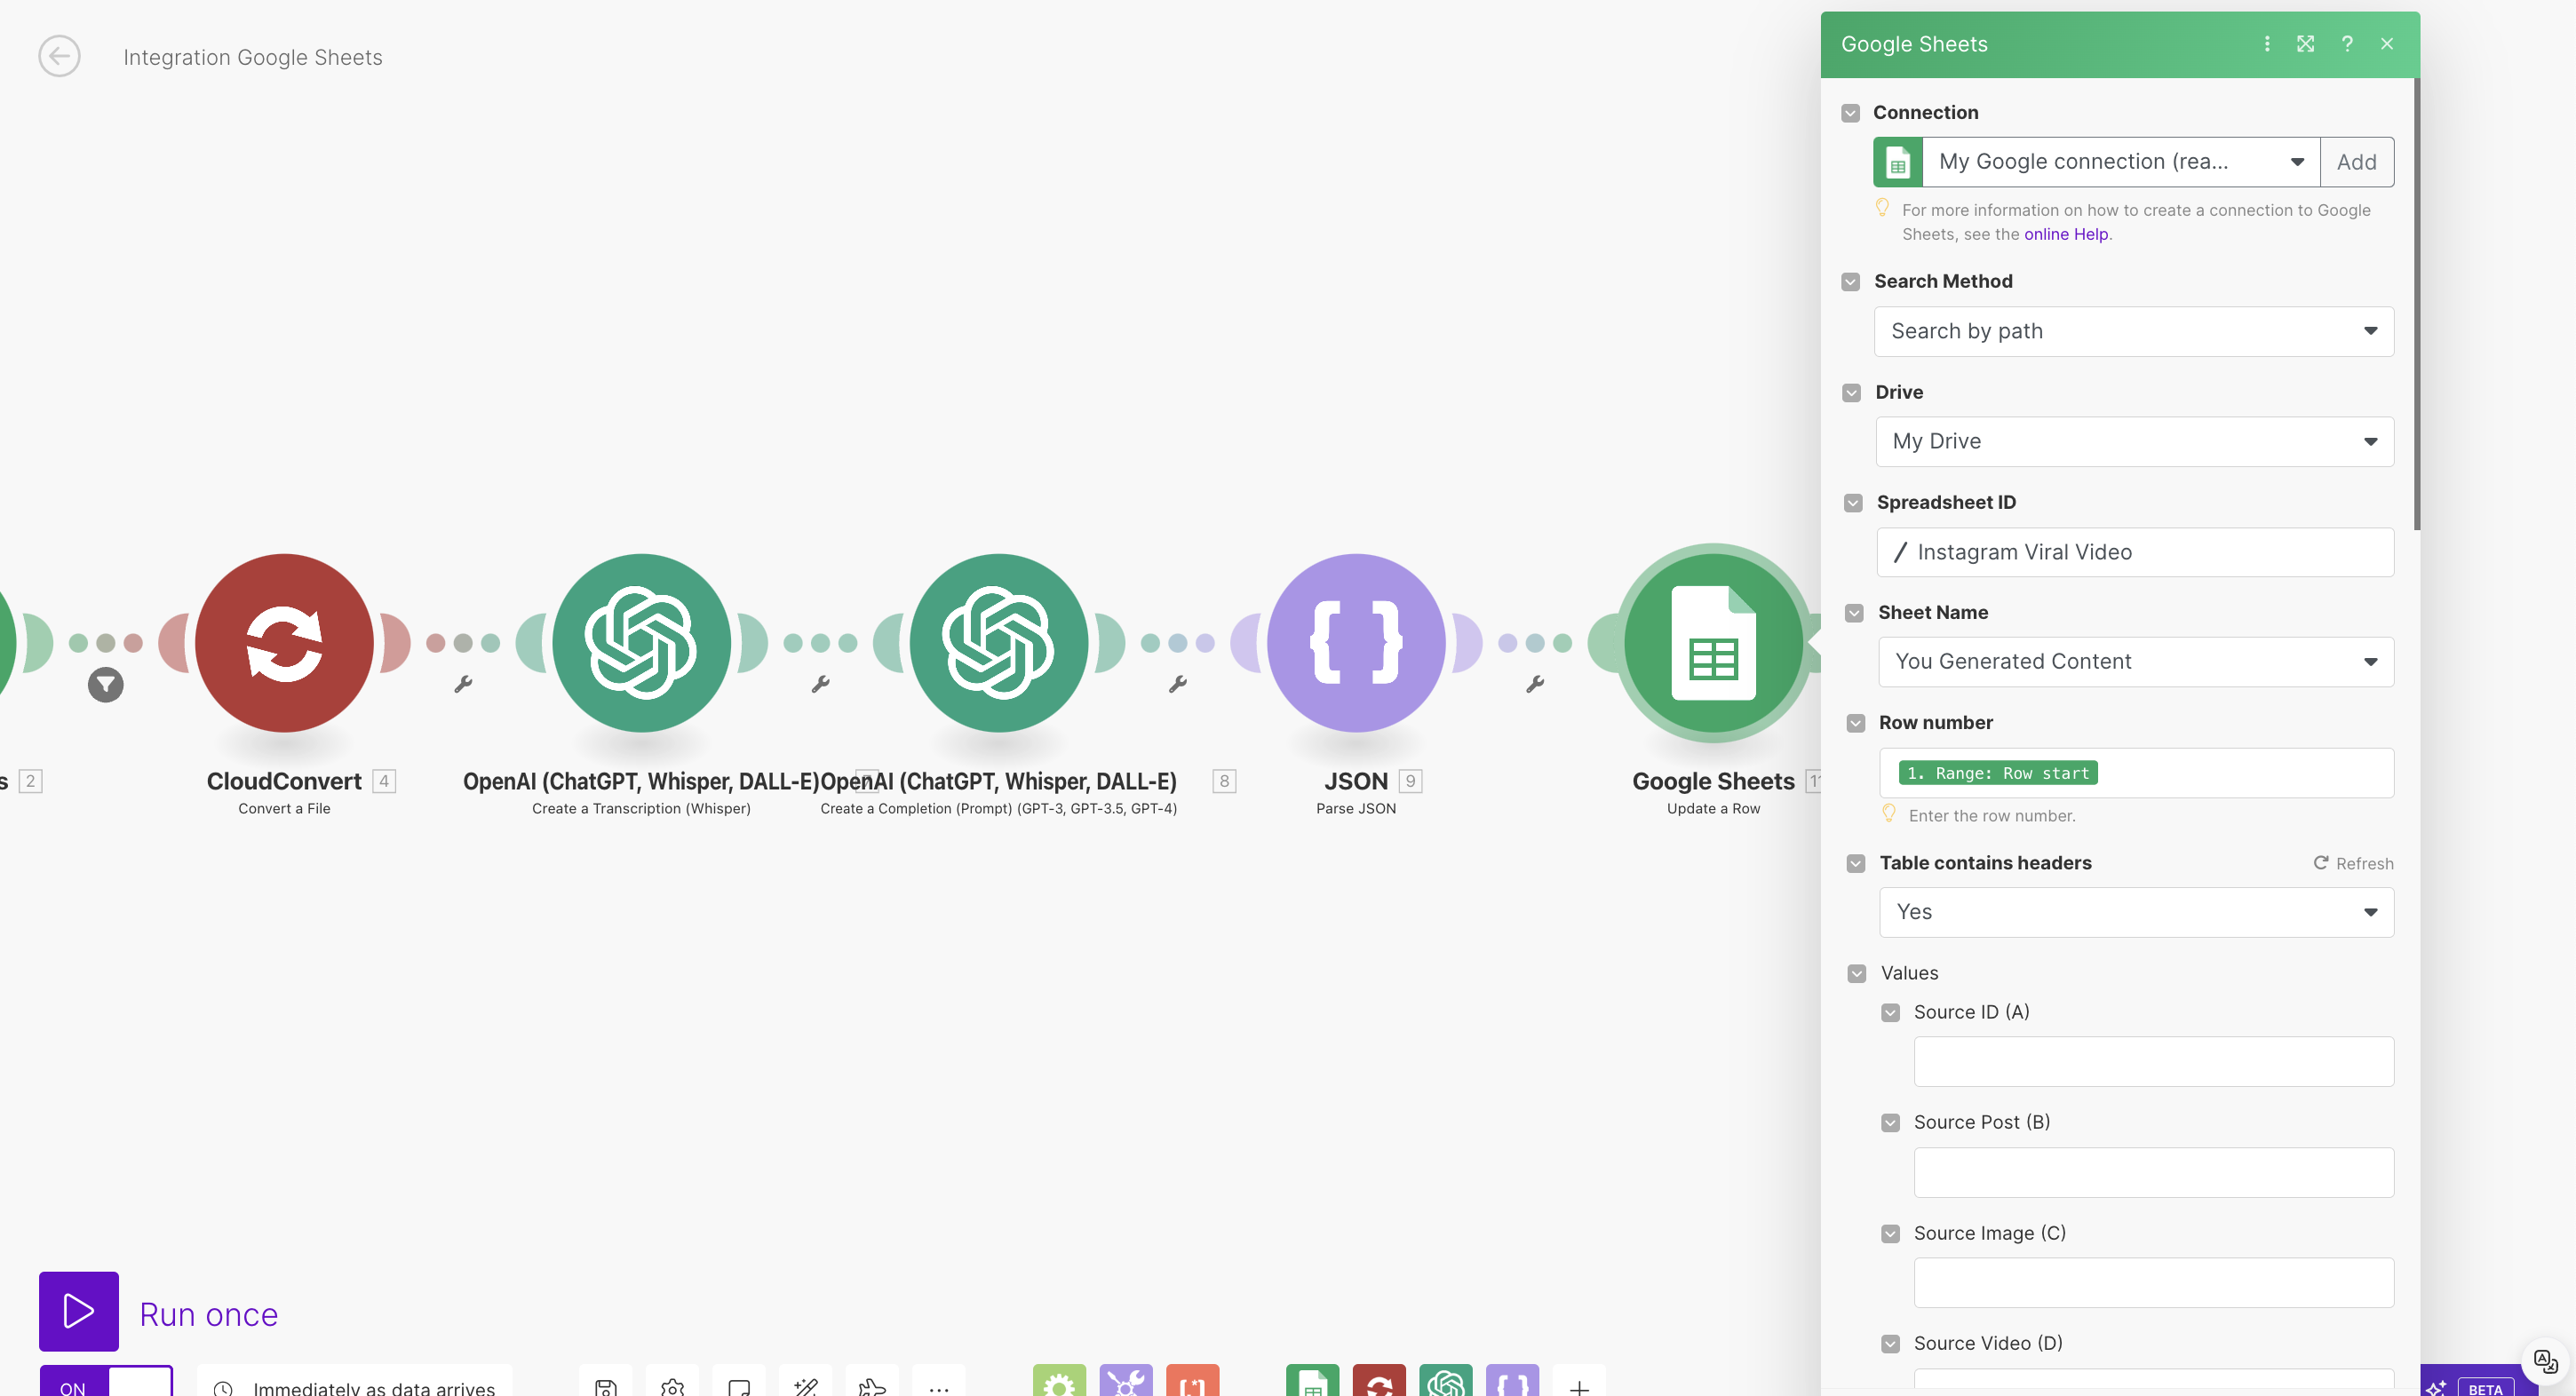 Integration Google Sheets
Google Sheets
Connection
My Google connection (rea...
Add
For more information on how to create a connection to Google
Sheets, see the online Help.
Search Method
Search by path
Drive
My Drive
Spreadsheet ID
/ Instagram Viral Video
Sheet Name
You Generated Content
Row number
1. Range: Row start
Enter the row number.
Table contains headers
Refresh
Yes
Values
Source ID (A)
Source Post (B)
Source Image (C)
Source Video (D)
s 2
CloudConvert 4
Convert a File
OpenAI (ChatGPT, Whisper, DALL-E)
Create a Transcription (Whisper)
OpenAI (ChatGPT, Whisper, DALL-E) 8
Create a Completion (Prompt) (GPT-3, GPT-3.5, GPT-4)
JSON 9
Parse JSON
Google Sheets 11
Update a Row
Run once
ON
Immediately as data arrives
BETA